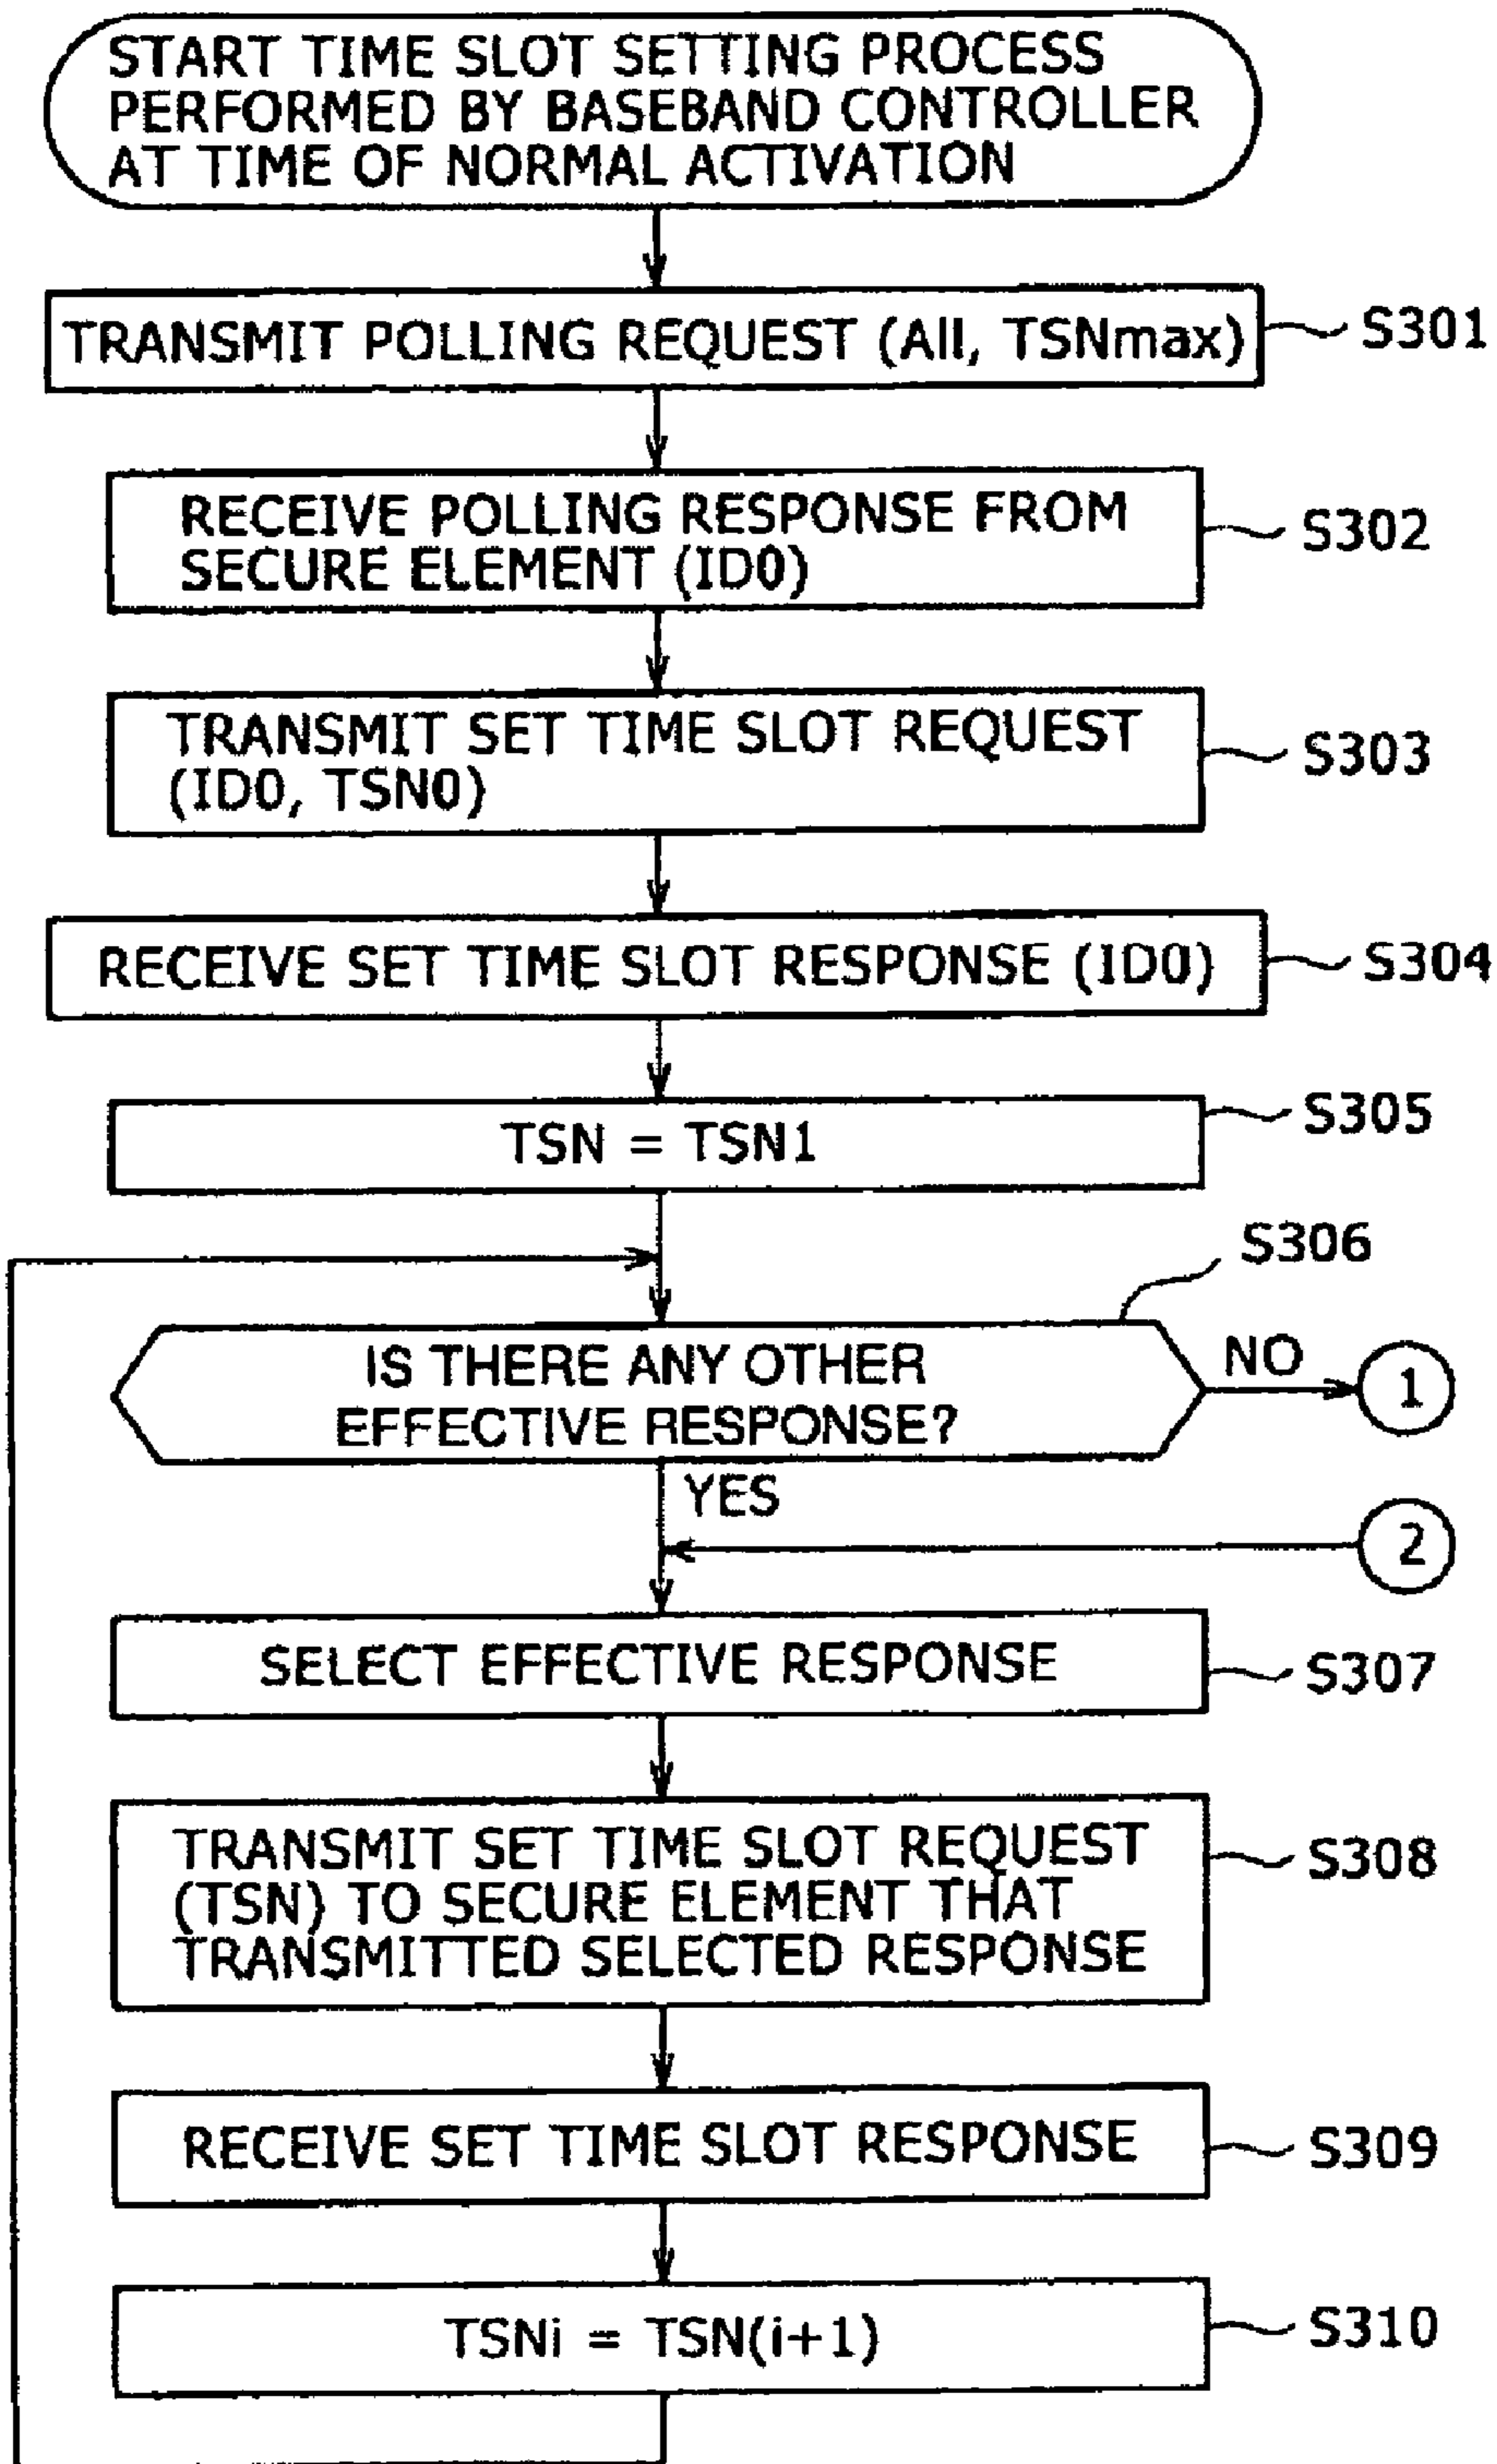 START TIME SLOT SETTING PROCESS
PERFORMED BY BASEBAND CONTROLLER
AT TIME OF NORMAL ACTIVATION
TRANSMIT POLLING REQUEST (All, TSNmax)
S301
RECEIVE POLLING RESPONSE FROM
SECURE ELEMENT (ID0)
S302
TRANSMIT SET TIME SLOT REQUEST
(ID0, TSN0)
S303
RECEIVE SET TIME SLOT RESPONSE (ID0)
S304
TSN = TSN1
S305
S306
IS THERE ANY OTHER
EFFECTIVE RESPONSE?
NO
1
YES
2
SELECT EFFECTIVE RESPONSE
S307
TRANSMIT SET TIME SLOT REQUEST
(TSN) TO SECURE ELEMENT THAT
TRANSMITTED SELECTED RESPONSE
S308
RECEIVE SET TIME SLOT RESPONSE
S309
TSNi = TSN(i+1)
S310